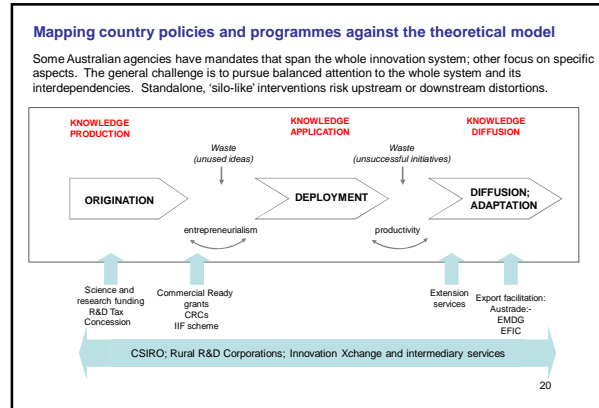 Mapping country policies and programmes against the theoretical model
Some Australian agencies have mandates that span the whole innovation system; other focus on specific
aspects. The general challenge is to pursue balanced attention to the whole system and its
interdependencies. Standalone, 'silo-like' interventions risk upstream or downstream distortions.
KNOWLEDGE
PRODUCTION
KNOWLEDGE
APPLICATION
KNOWLEDGE
DIFFUSION
Waste
(unused ideas)
Waste
(unsuccessful initiatives)
ORIGINATION
DEPLOYMENT
DIFFUSION;
ADAPTATION
entrepreneurialism
productivity
Science and
research funding
R&D Tax
Concession
Commercial Ready
grants
CRCs
IIF scheme
Extension
services
Export facilitation:
Austrade:-
EMDG
EFIC
CSIRO; Rural R&D Corporations; Innovation Xchange and intermediary services
20